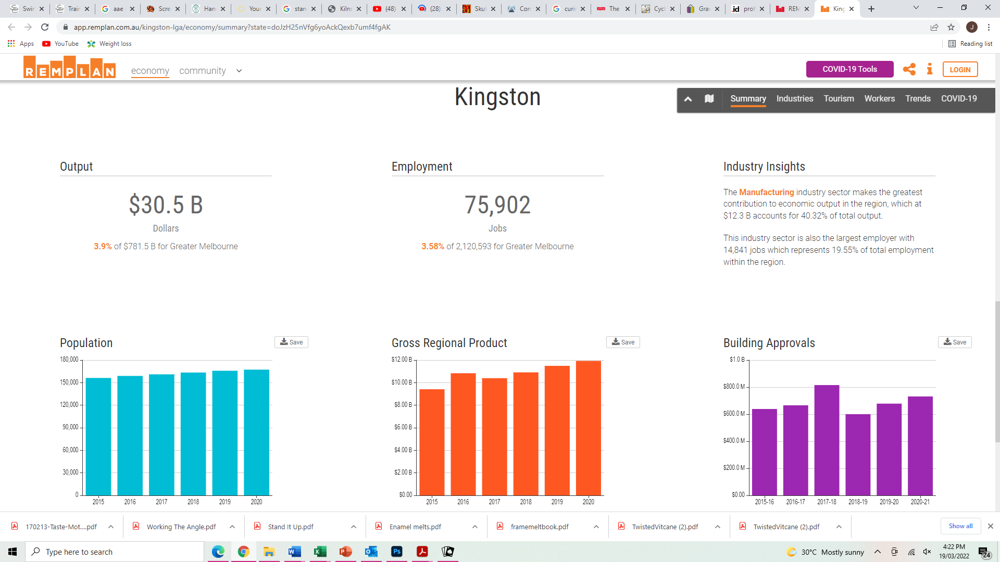 Swir
Trair
aae
Scre
Han
Your
stan
Kilns
(48)
(28)
Skut
Con
curir
The
Cycl
Grav
.id prof
REM
King
app.remplan.com.au/kingston-lga/economy/summary?state=doJzH25nVfg6yoAckQexb7umf4fgAK
J
Apps
YouTube
Weight loss
Reading list
REMPLAN
economy
community
COVID-19 Tools
LOGIN
Kingston
Summary
Industries
Tourism
Workers
Trends
COVID-19
Output
$30.5 B
Dollars
3.9% of $781.5 B for Greater Melbourne
Employment
75,902
Jobs
3.58% of 2,120,593 for Greater Melbourne
Industry Insights
The Manufacturing industry sector makes the greatest
contribution to economic output in the region, which at
$12.3 B accounts for 40.32% of total output.
This industry sector is also the largest employer with
14,841 jobs which represents 19.55% of total employment
within the region.
Population
Save
180,000
150,000
120,000
90,000
60,000
30,000
0
2015 2016 2017 2018 2019 2020
Gross Regional Product
Save
$12.00 B
$10.00 B
$8.00 B
$6.00 B
$4.00 B
$2.00 B
$0.00
2015 2016 2017 2018 2019 2020
Building Approvals
Save
$1.0 B
$800.0 M
$600.0 M
$400.0 M
$200.0 M
$0.00
2015-16 2016-17 2017-18 2018-19 2019-20 2020-21
170213-Taste-Mot....pdf
Working The Angle.pdf
Stand It Up.pdf
Enamel melts.pdf
framemeltbook.pdf
TwistedVitcane (2).pdf
TwistedVitcane (2).pdf
Show all
Type here to search
30°C Mostly sunny
4:22 PM
19/03/2022
24